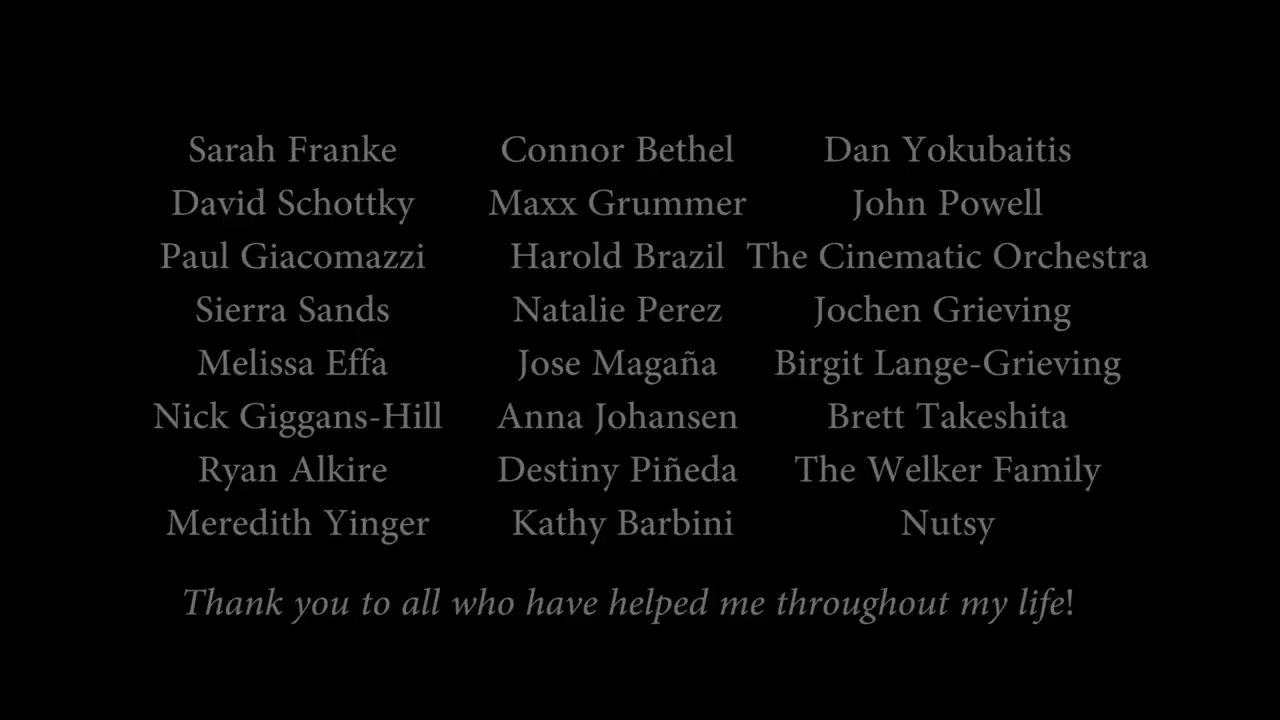 Sarah Franke Connor Bethel Dan Yokubaitis
David Schottky Maxx Grummer John Powell
Paul Giacomazzi Harold Brazil The Cinematic Orchestra
Sierra Sands Natalie Perez Jochen Grieving
Melissa Effa Jose Magaña Birgit Lange-Grieving
Nick Giggans-Hill Anna Johansen Brett Takeshita
Ryan Alkire Destiny Piñeda The Welker Family
Meredith Yinger Kathy Barbini Nutsy
Thank you to all who have helped me throughout my life!